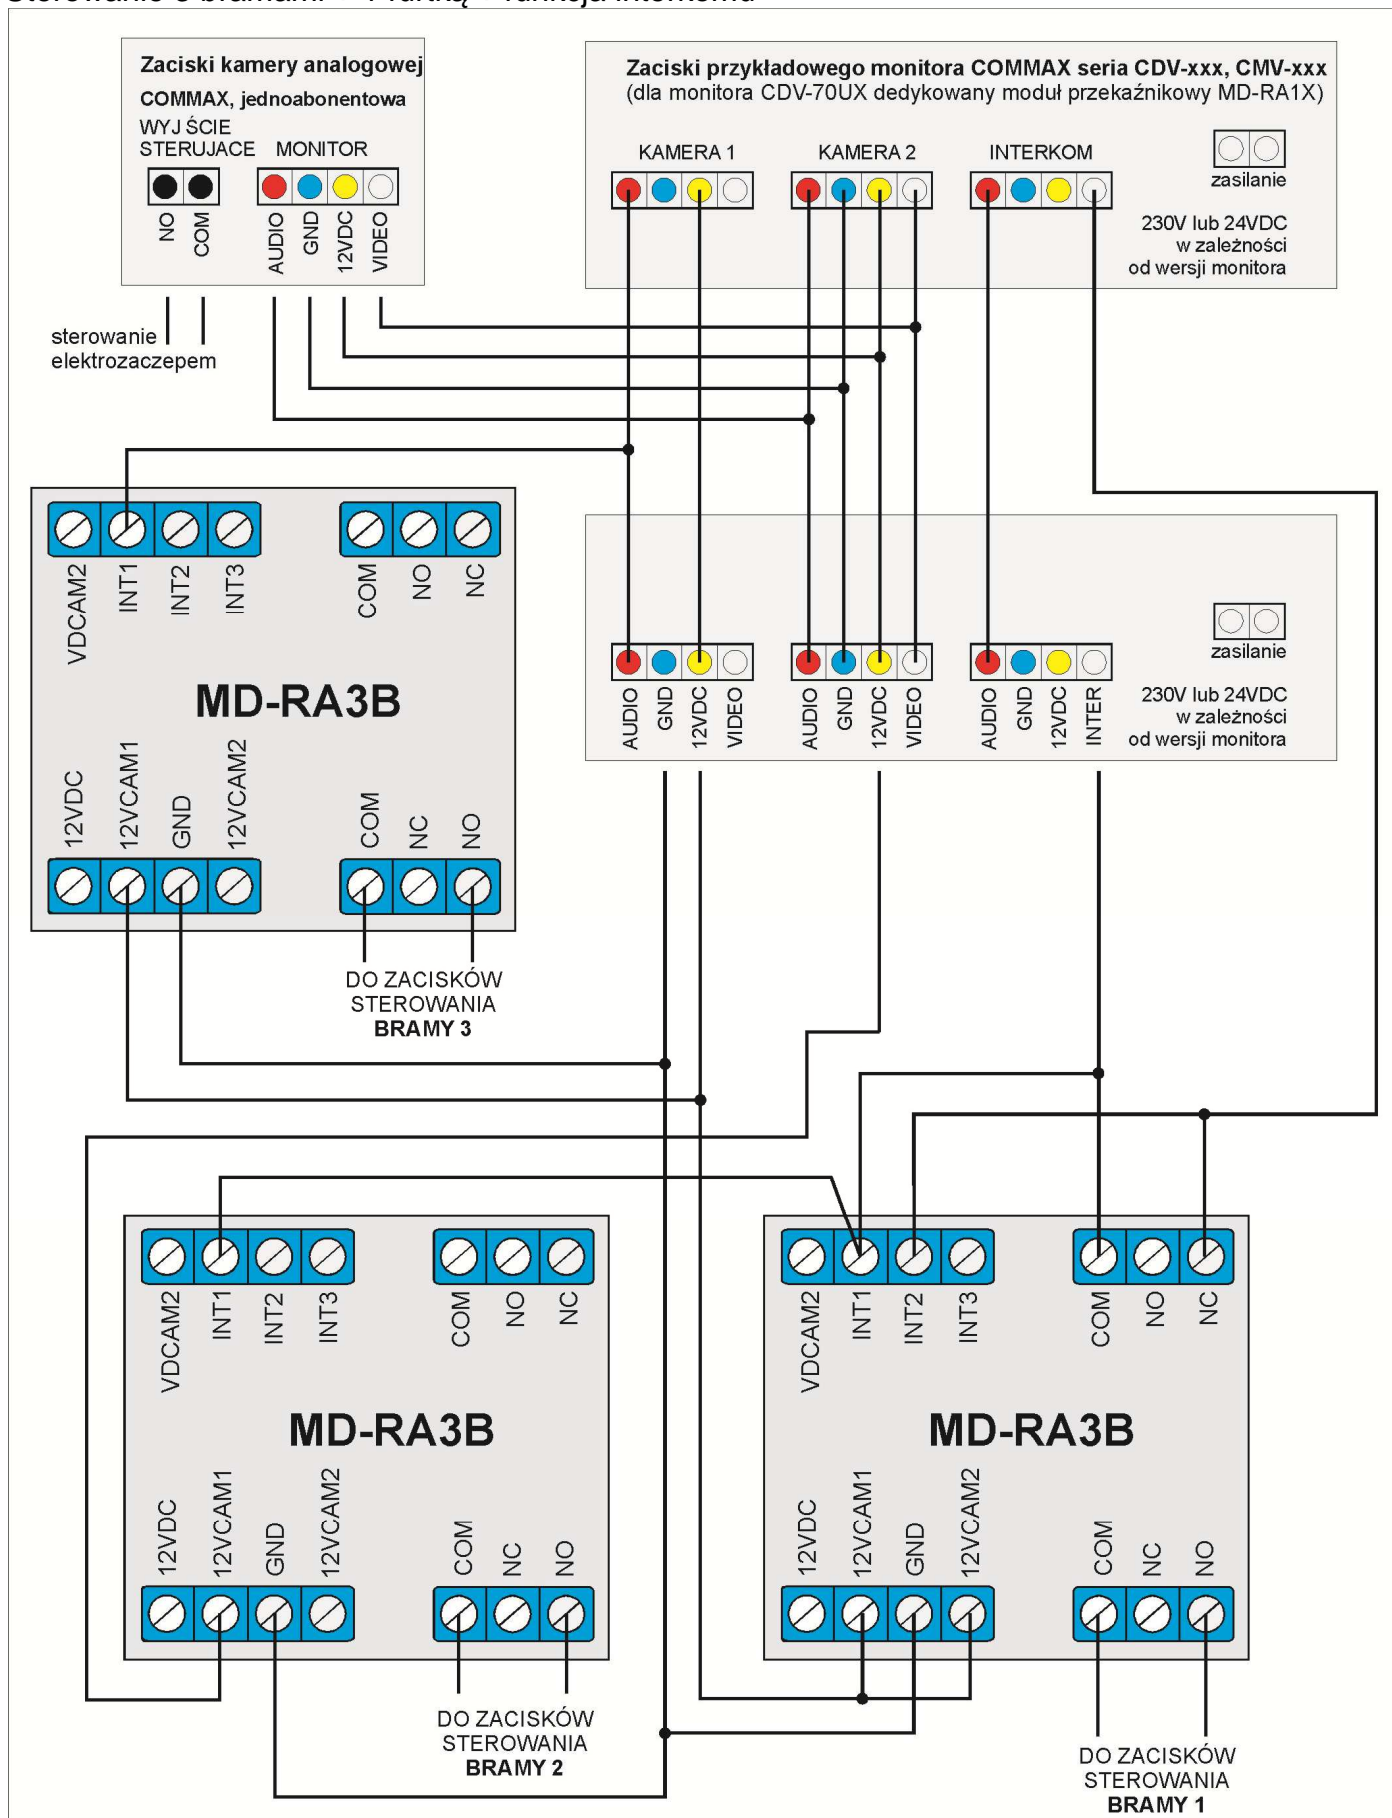 Zaciski kamery analogowej
COMMAX, jednoabonentowa
WYJ ŚCIE
STERUJACE
MONITOR
NO
COM
AUDIO
GND
12VDC
VIDEO
sterowanie
elektrozaczepem
Zaciski przykładowego monitora COMMAX seria CDV-xxx, CMV-xxx
(dla monitora CDV-70UX dedykowany moduł przekaźnikowy MD-RA1X)
KAMERA 1
KAMERA 2
INTERKOM
zasilanie
230V lub 24VDC
w zależności
od wersji monitora
VDCAM2
INT1
INT2
INT3
COM
NO
NC
MD-RA3B
12VDC
12VCAM1
GND
12VCAM2
COM
NC
NO
DO ZACISKÓW
STEROWANIA
BRAMY 3
AUDIO
GND
12VDC
VIDEO
AUDIO
GND
12VDC
VIDEO
AUDIO
GND
12VDC
INTER
zasilanie
230V lub 24VDC
w zależności
od wersji monitora
VDCAM2
INT1
INT2
INT3
COM
NO
NC
MD-RA3B
12VDC
12VCAM1
GND
12VCAM2
COM
NC
NO
DO ZACISKÓW
STEROWANIA
BRAMY 2
VDCAM2
INT1
INT2
INT3
COM
NO
NC
MD-RA3B
12VDC
12VCAM1
GND
12VCAM2
COM
NC
NO
DO ZACISKÓW
STEROWANIA
BRAMY 1